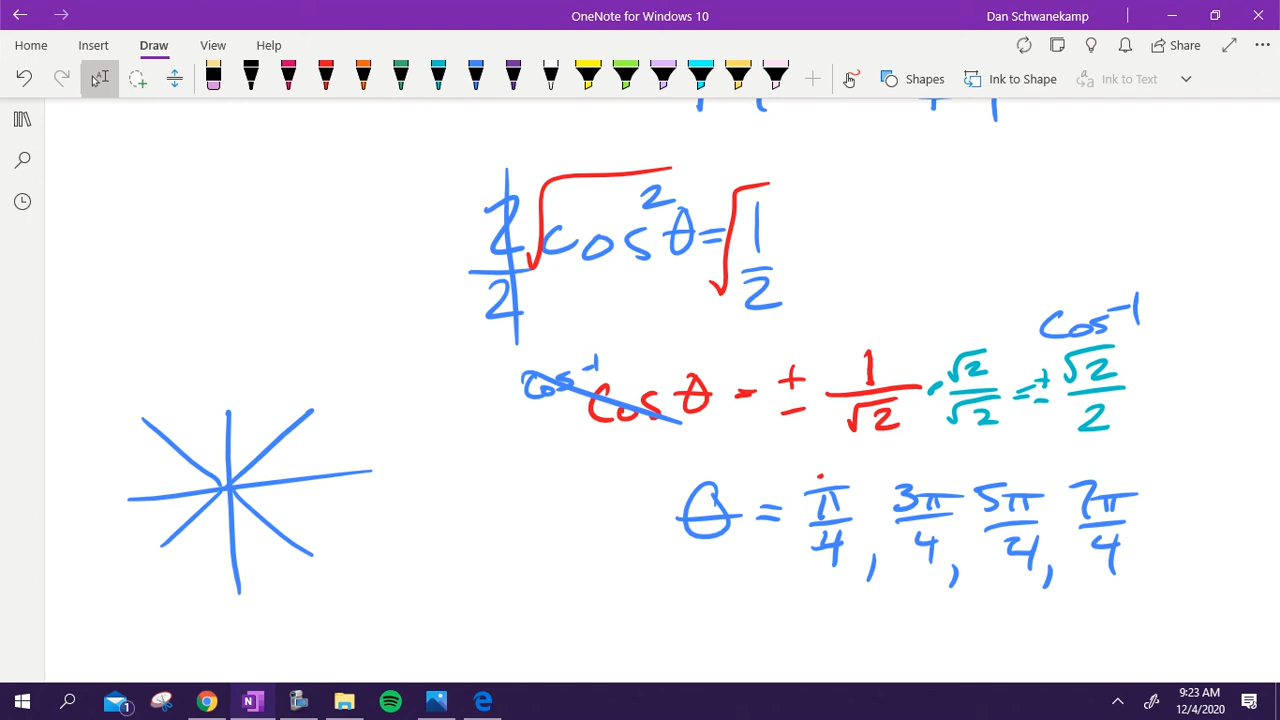 OneNote for Windows 10
Dan Schwanekamp
Home Insert Draw View Help
Share
Shapes Ink to Shape Ink to Text
2/2 √cos²θ = √1/2
cos⁻¹
cos⁻¹ cos θ = ± 1/√2 · √2/√2 = ± √2/2
θ = π/4, 3π/4, 5π/4, 7π/4
9:23 AM
12/4/2020
1